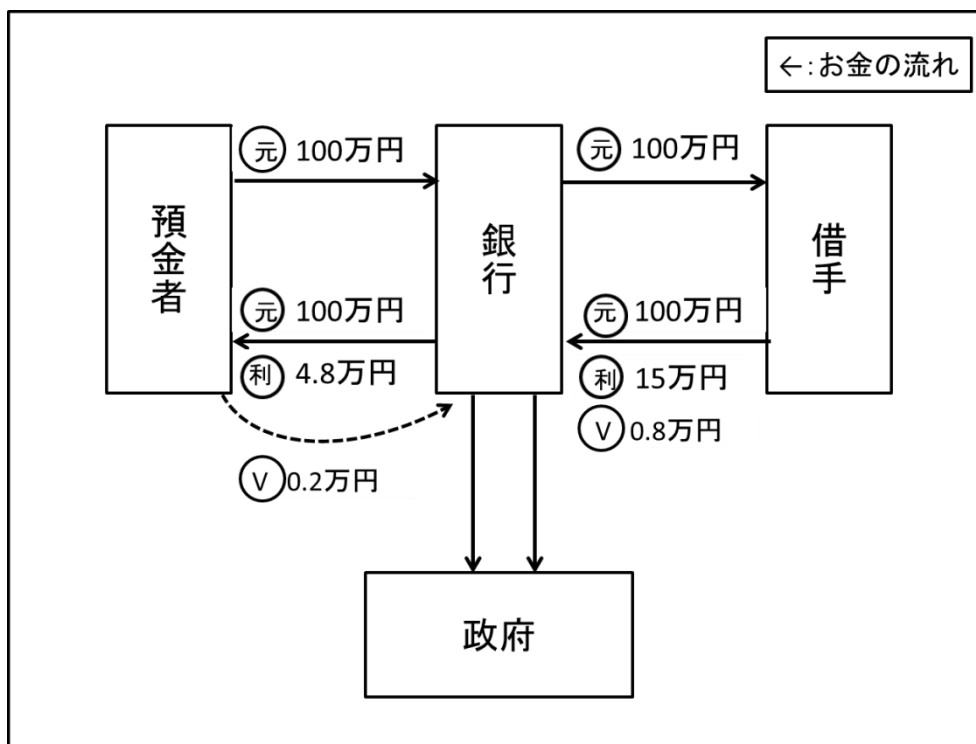 ←:お金の流れ
預金者
銀行
借手
元 100万円
元 100万円
元 100万円
利 4.8万円
元 100万円
利 15万円
V 0.8万円
V 0.2万円
政府